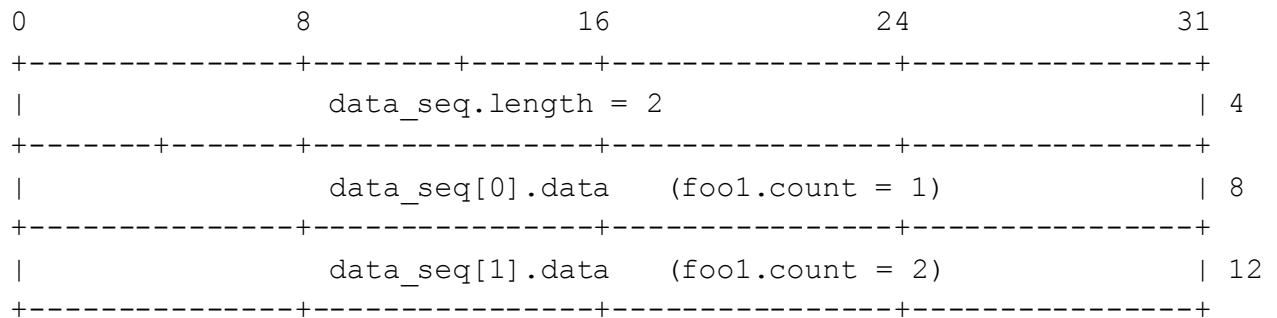 0               8               16              24             31
+---------------+--------+-------+---------------+---------------+
|                 data_seq.length = 2                            | 4
+-------+-------+---------------+---------------+---------------+
|                 data_seq[0].data   (foo1.count = 1)            | 8
+---------------+---------------+---------------+---------------+
|                 data_seq[1].data   (foo1.count = 2)            | 12
+---------------+---------------+---------------+---------------+